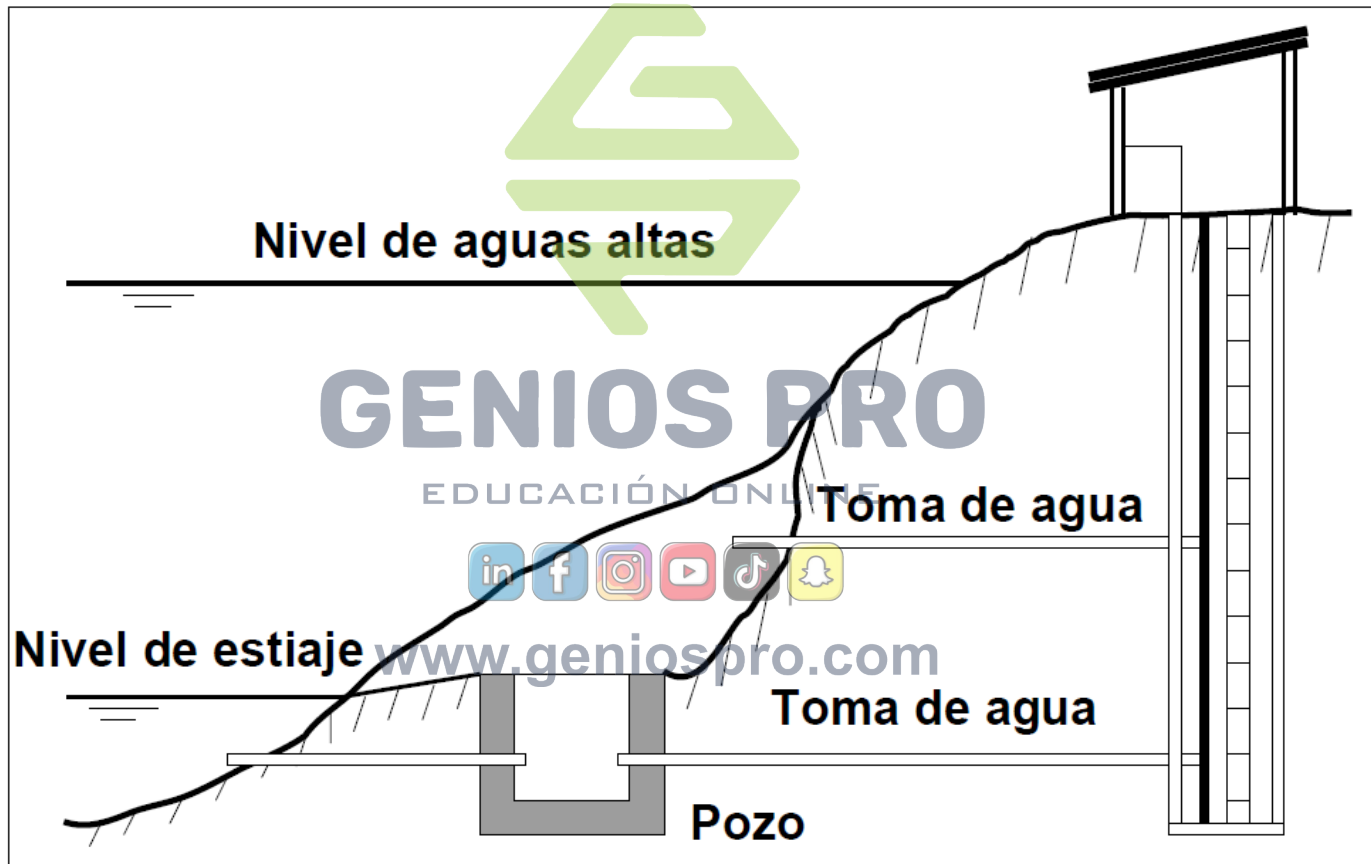 Nivel de aguas altas
GENIOS PRO
EDUCACIÓN ONLINE
Toma de agua
in
f
Nivel de estiaje
www.geniospro.com
Toma de agua
Pozo